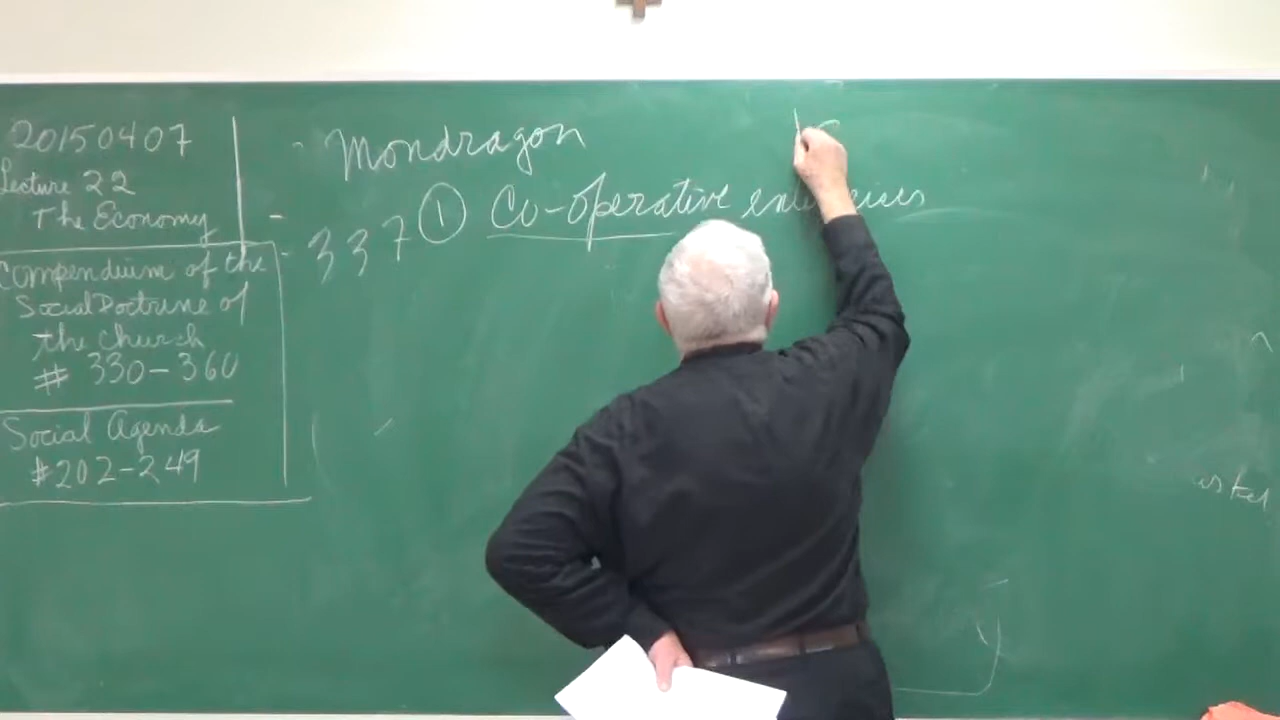 20150407
Lecture 22
The Economy
Compendium of the
Social Doctrine of
the Church
# 330-360
Social Agenda
#202-249
Mondragon
337 ① Co-operative